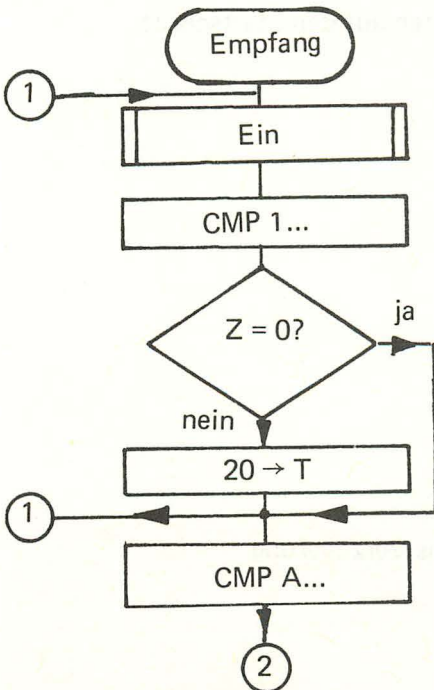 Empfang
1
Ein
CMP 1...
Z = 0?
ja
nein
20 → T
1
CMP A...
2